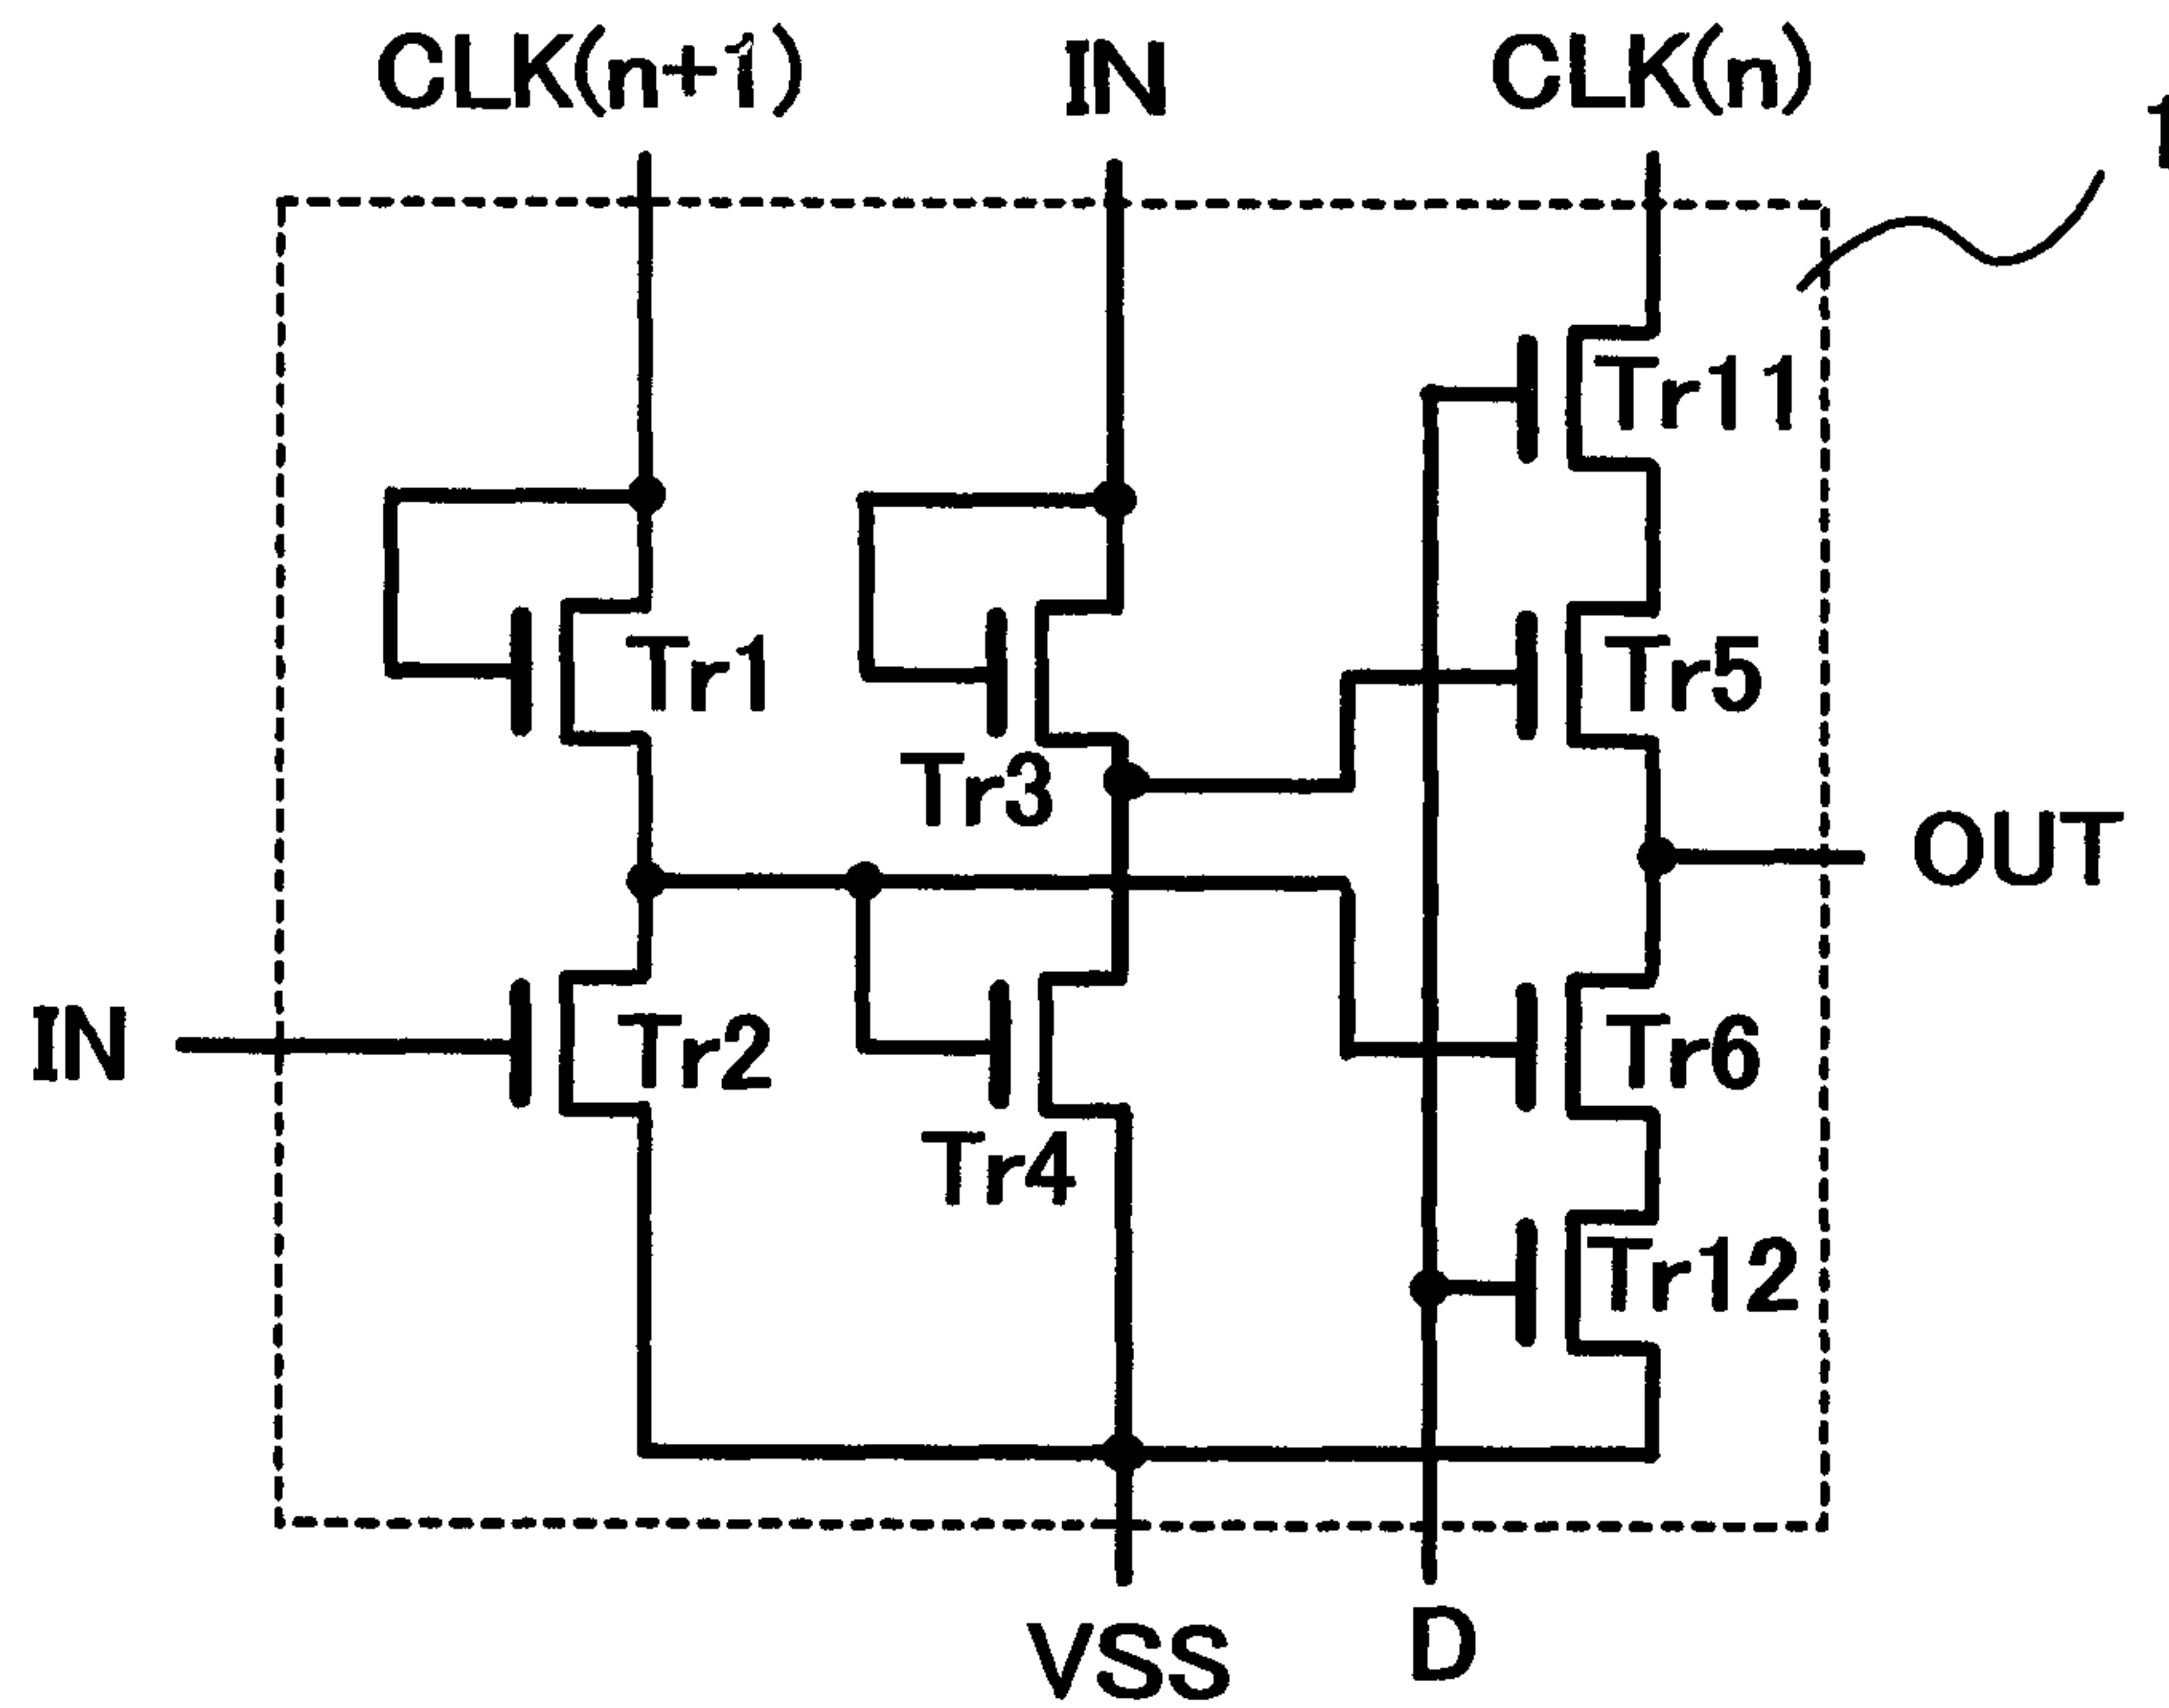 CLK(n+1)
IN
CLK(n)
Tr11
Tr1
Tr5
Tr3
OUT
IN
Tr2
Tr6
Tr4
Tr12
VSS
D